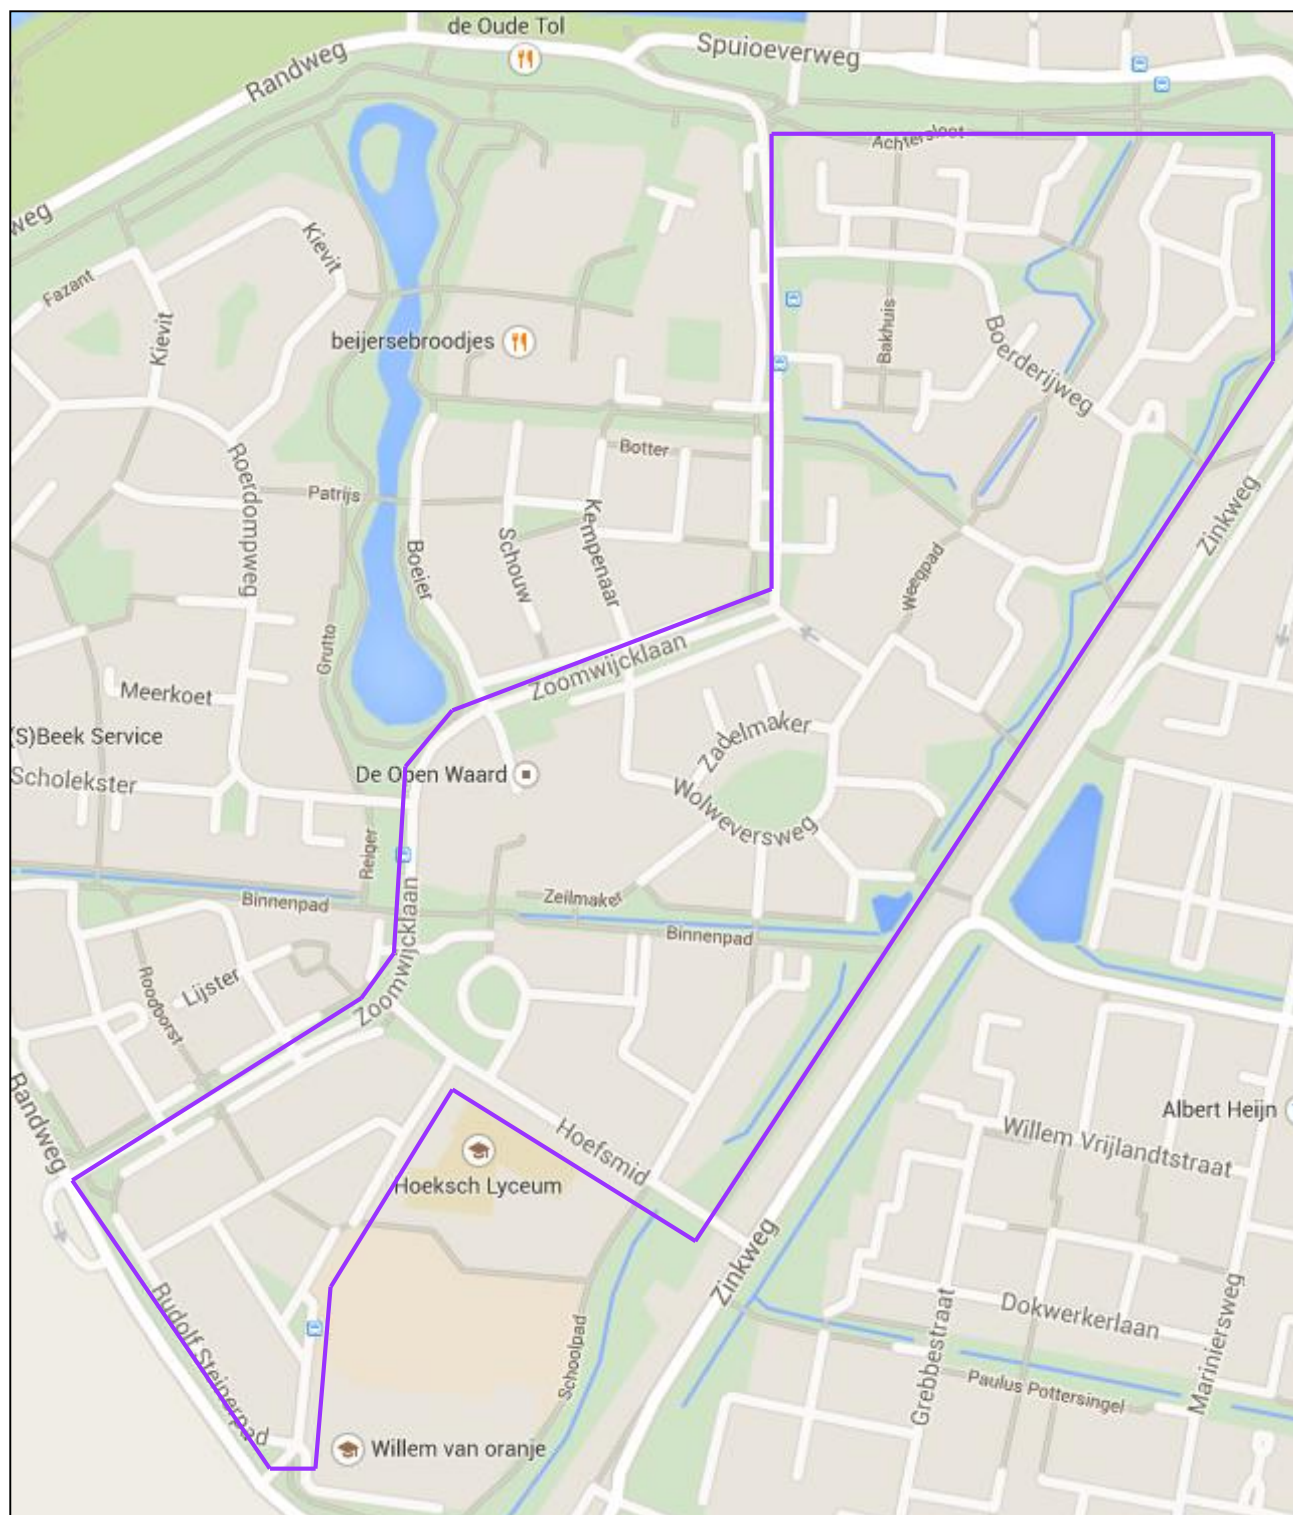 de Oude Tol
Spuioeverweg
Randweg
Achtersloot
weg
Kievit
Fazant
Kievit
beijersebroodjes
Bakhuis
Boerderijweg
Botter
Roerdompweg
Patrijs
Kempenaar
Schouw
Boeier
Zinkweg
Weegpad
Grutto
Zoomwijcklaan
Meerkoet
Zadelmaker
(S)Beek Service
Scholekster
De Open Waard
Wolweversweg
Reiger
Binnenpad
Zeilmaker
Binnenpad
Zoomwijcklaan
Lijster
Roodborst
Randweg
Albert Heijn
Hoefsmid
Willem Vrijlandtstraat
Hoeksch Lyceum
Zinkweg
Rudolf Steinerpad
Dokwerkerlaan
Mariniersweg
Grebbestraat
Schoolpad
Paulus Pottersingel
Willem van oranje